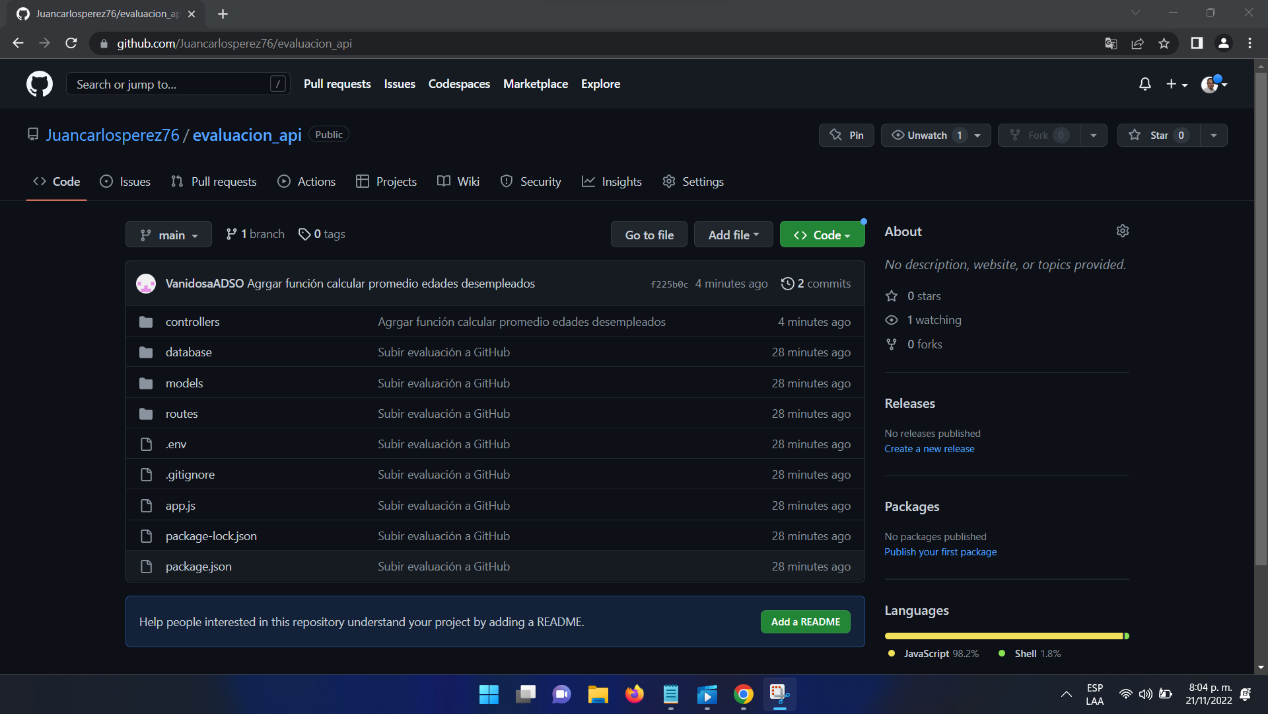 Juancarlosperez76/evaluacion_ap
github.com/Juancarlosperez76/evaluacion_api
Search or jump to... / Pull requests Issues Codespaces Marketplace Explore
Juancarlosperez76 / evaluacion_api Public Pin Unwatch 1 Fork 0 Star 0
Code Issues Pull requests Actions Projects Wiki Security Insights Settings
main 1 branch 0 tags Go to file Add file Code
VanidosaADSO Agrgar función calcular promedio edades desempleados f225b0c 4 minutes ago 2 commits
controllers Agrgar función calcular promedio edades desempleados 4 minutes ago
database Subir evaluación a GitHub 28 minutes ago
models Subir evaluación a GitHub 28 minutes ago
routes Subir evaluación a GitHub 28 minutes ago
.env Subir evaluación a GitHub 28 minutes ago
.gitignore Subir evaluación a GitHub 28 minutes ago
app.js Subir evaluación a GitHub 28 minutes ago
package-lock.json Subir evaluación a GitHub 28 minutes ago
package.json Subir evaluación a GitHub 28 minutes ago
Help people interested in this repository understand your project by adding a README. Add a README
About
No description, website, or topics provided.
0 stars
1 watching
0 forks
Releases
No releases published
Create a new release
Packages
No packages published
Publish your first package
Languages
JavaScript 98.2% Shell 1.8%
ESP
LAA
8:04 p. m.
21/11/2022